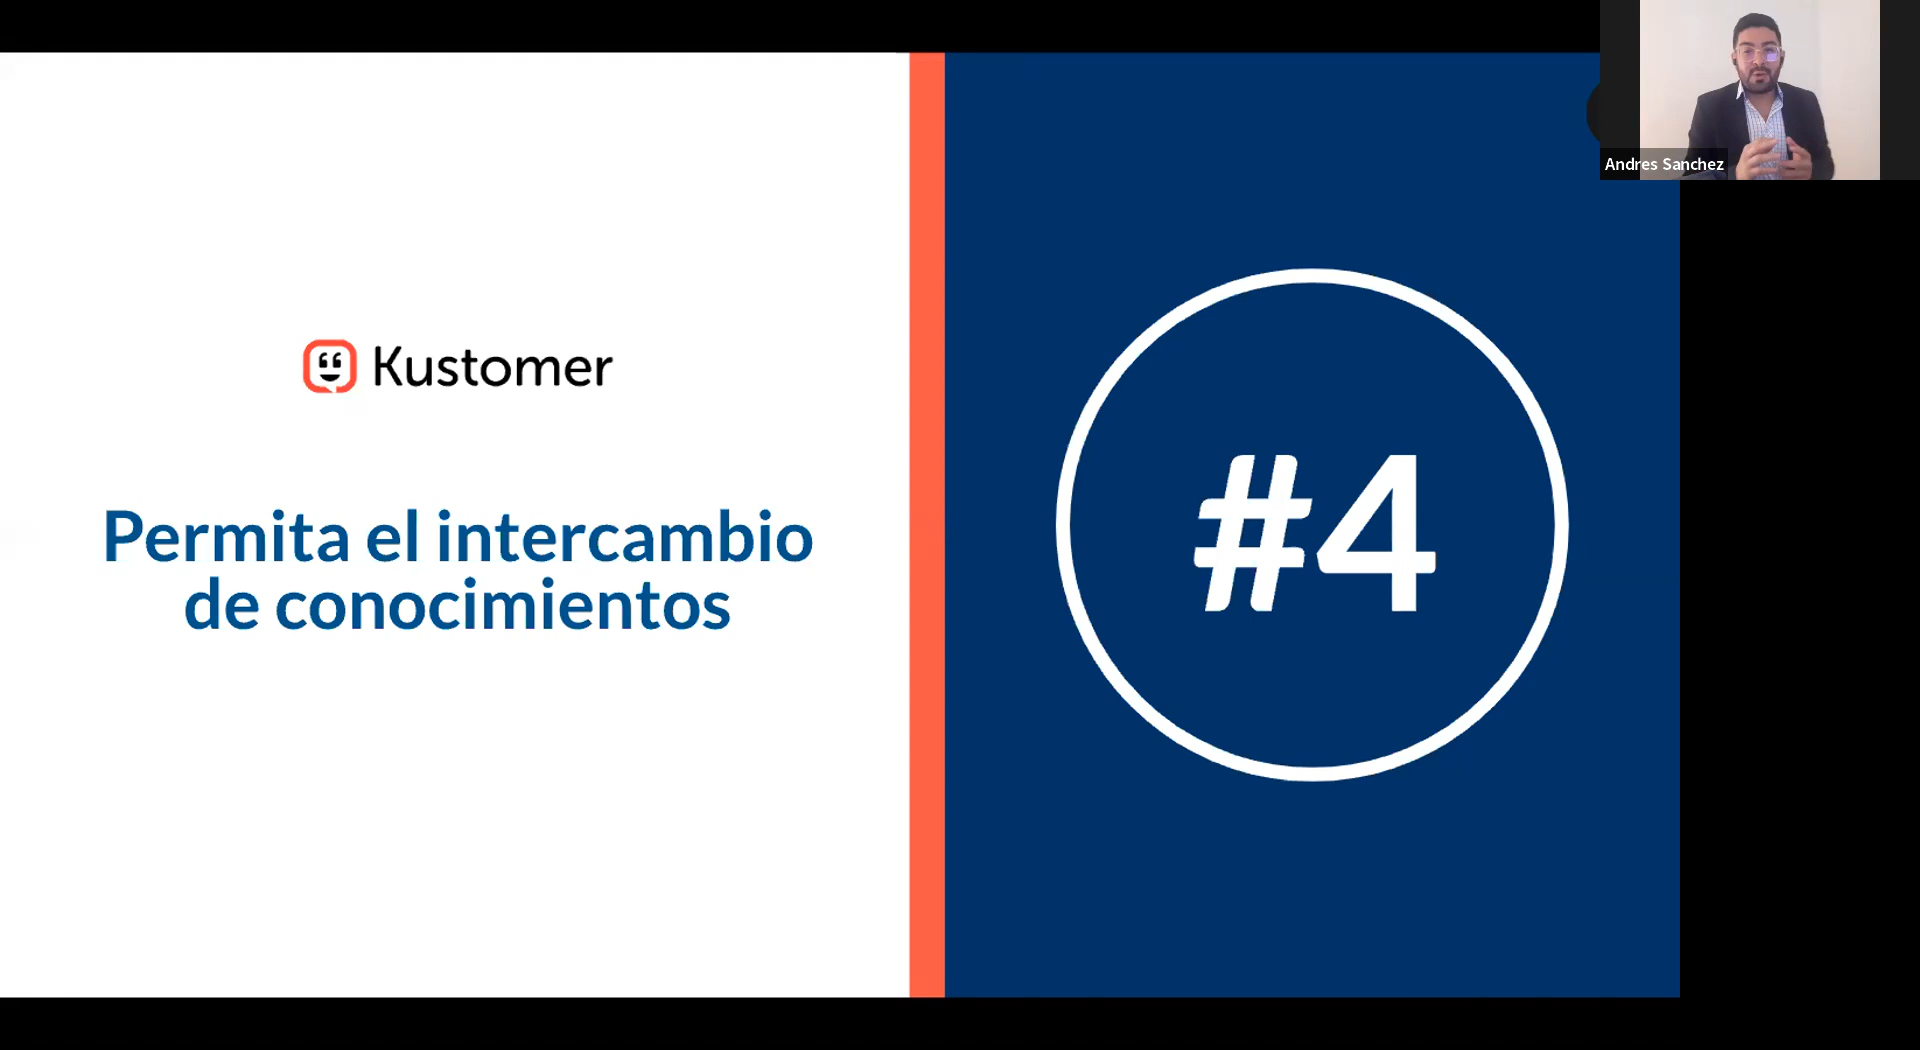 Andres Sanchez
Kustomer
Permita el intercambio
de conocimientos
#4